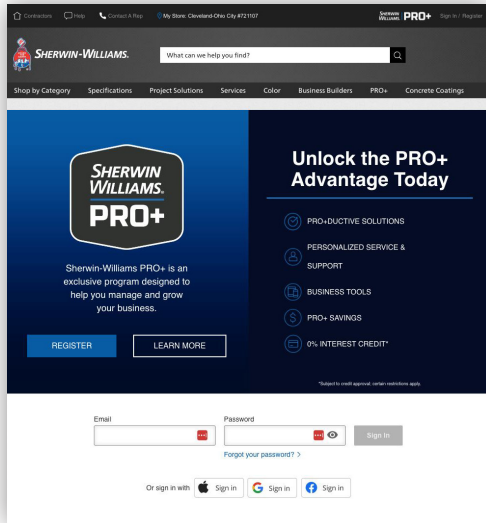 Contractors Help Contact A Rep My Store: Cleveland-Ohio City #721107 SHERWIN WILLIAMS. PRO+ Sign In / Register
SHERWIN-WILLIAMS. What can we help you find?
Shop by Category Specifications Project Solutions Services Color Business Builders PRO+ Concrete Coatings
SHERWIN
WILLIAMS.
PRO+
Sherwin-Williams PRO+ is an
exclusive program designed to
help you manage and grow
your business.
REGISTER LEARN MORE
Unlock the PRO+
Advantage Today
PRO+DUCTIVE SOLUTIONS
PERSONALIZED SERVICE &
SUPPORT
BUSINESS TOOLS
$ PRO+ SAVINGS
0% INTEREST CREDIT*
*Subject to credit approval: certain restrictions apply.
Email Password
Sign In
Forgot your password? >
Or sign in with Sign in G Sign in f Sign in